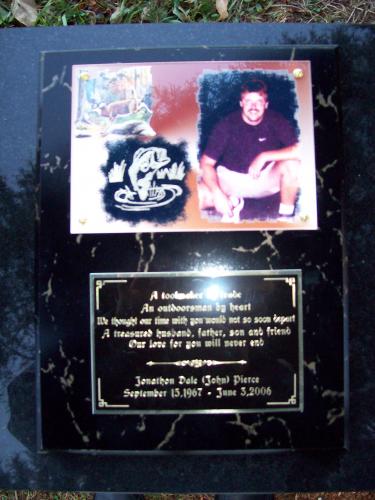 A toolmaker by trade
An outdoorsman by heart
We thought our time with you would not so soon depart
A treasured husband, father, son and friend
Our love for you will never end
Jonathon Dale (John) Pierce
September 15,1967 - June 3,2006